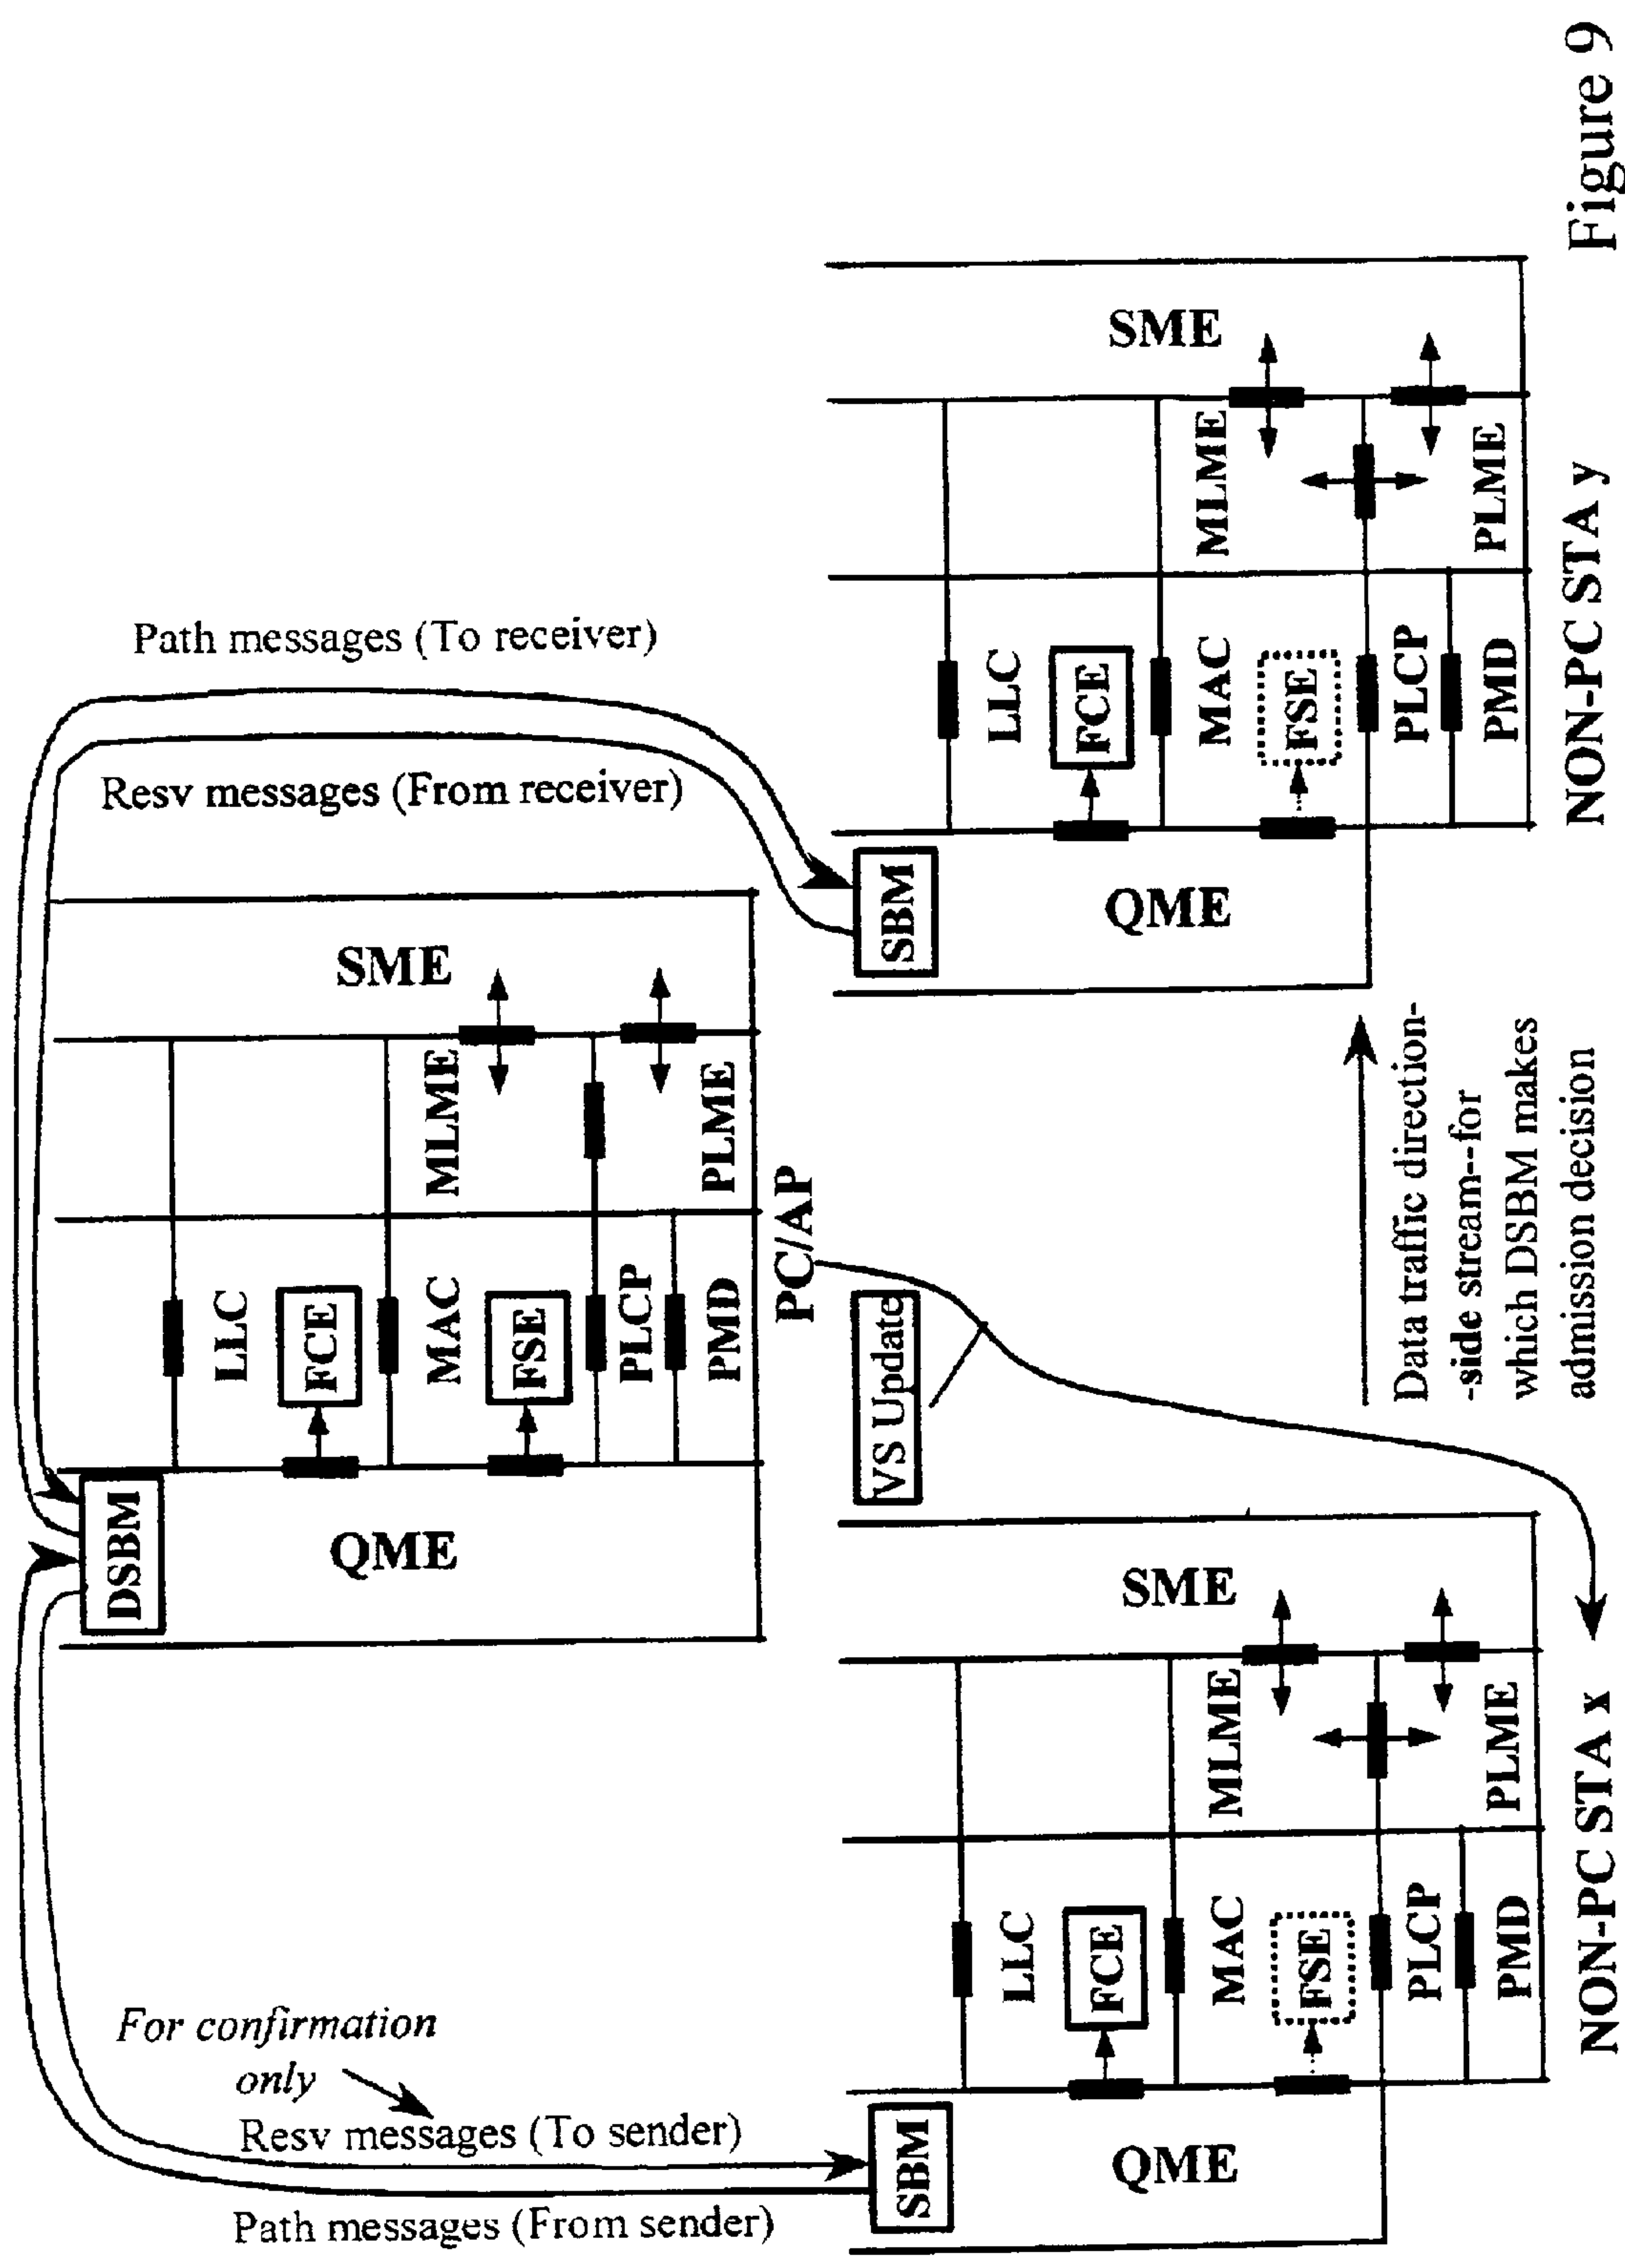 Path messages (To receiver)
Resv messages (From receiver)
For confirmation
only
Resv messages (To sender)
Path messages (From sender)
DSBM
QME
LLC
FCE
MAC
FSE
PLCP
PMD
MLME
PLME
SME
PC/AP
VS Update
SBM
QME
LLC
FCE
MAC
FSE
PLCP
PMD
MLME
PLME
SME
NON-PC STA x
SBM
QME
LLC
FCE
MAC
FSE
PLCP
PMD
MLME
PLME
SME
NON-PC STA y
Data traffic direction-
-side stream--for
which DSBM makes
admission decision
Figure 9